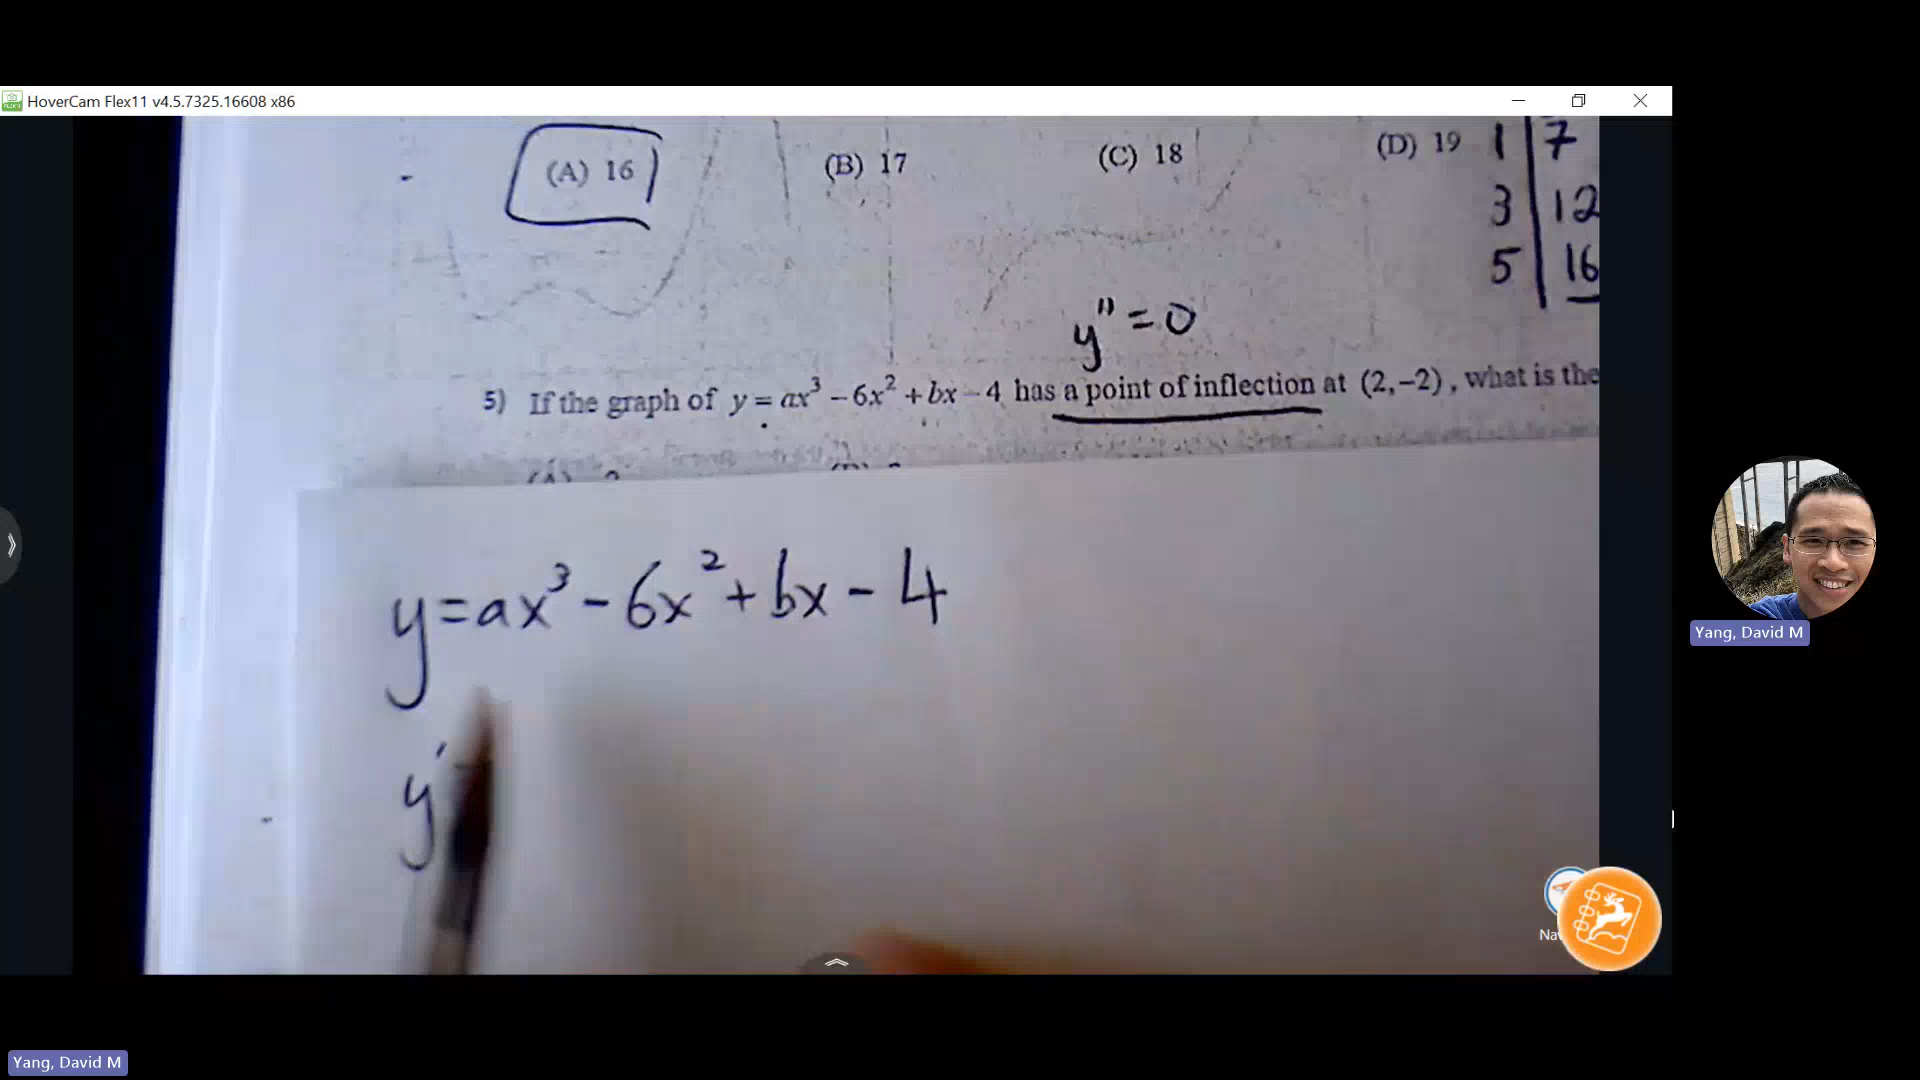 HoverCam Flex11 v4.5.7325.16608 x86
(A) 16 (B) 17 (C) 18 (D) 19
1 7
3 12
5 16
y'' = 0
5) If the graph of y = ax³ – 6x² + bx – 4 has a point of inflection at (2,–2), what is the
y = ax³ - 6x² + bx - 4
y'
Yang, David M
Yang, David M